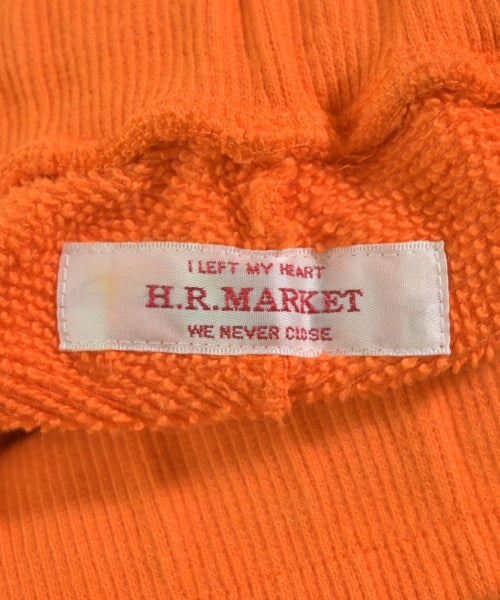 I LEFT MY HEART
H.R.MARKET
WE NEVER CLOSE